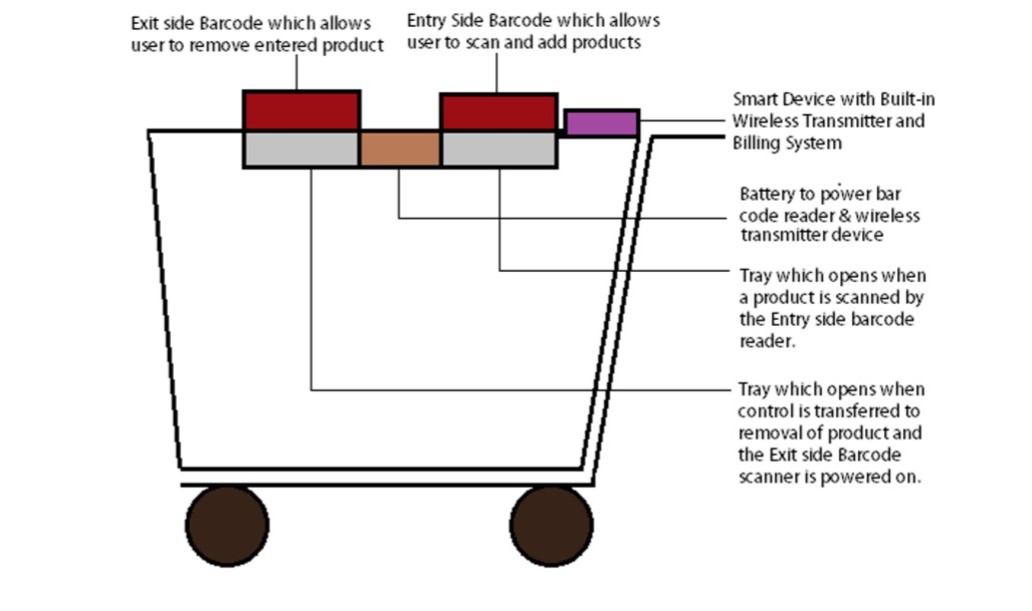 Exit side Barcode which allows
user to remove entered product
Entry Side Barcode which allows
user to scan and add products
Smart Device with Built-in
Wireless Transmitter and
Billing System
Battery to power bar
code reader & wireless
transmitter device
Tray which opens when
a product is scanned by
the Entry side barcode
reader.
Tray which opens when
control is transferred to
removal of product and
the Exit side Barcode
scanner is powered on.